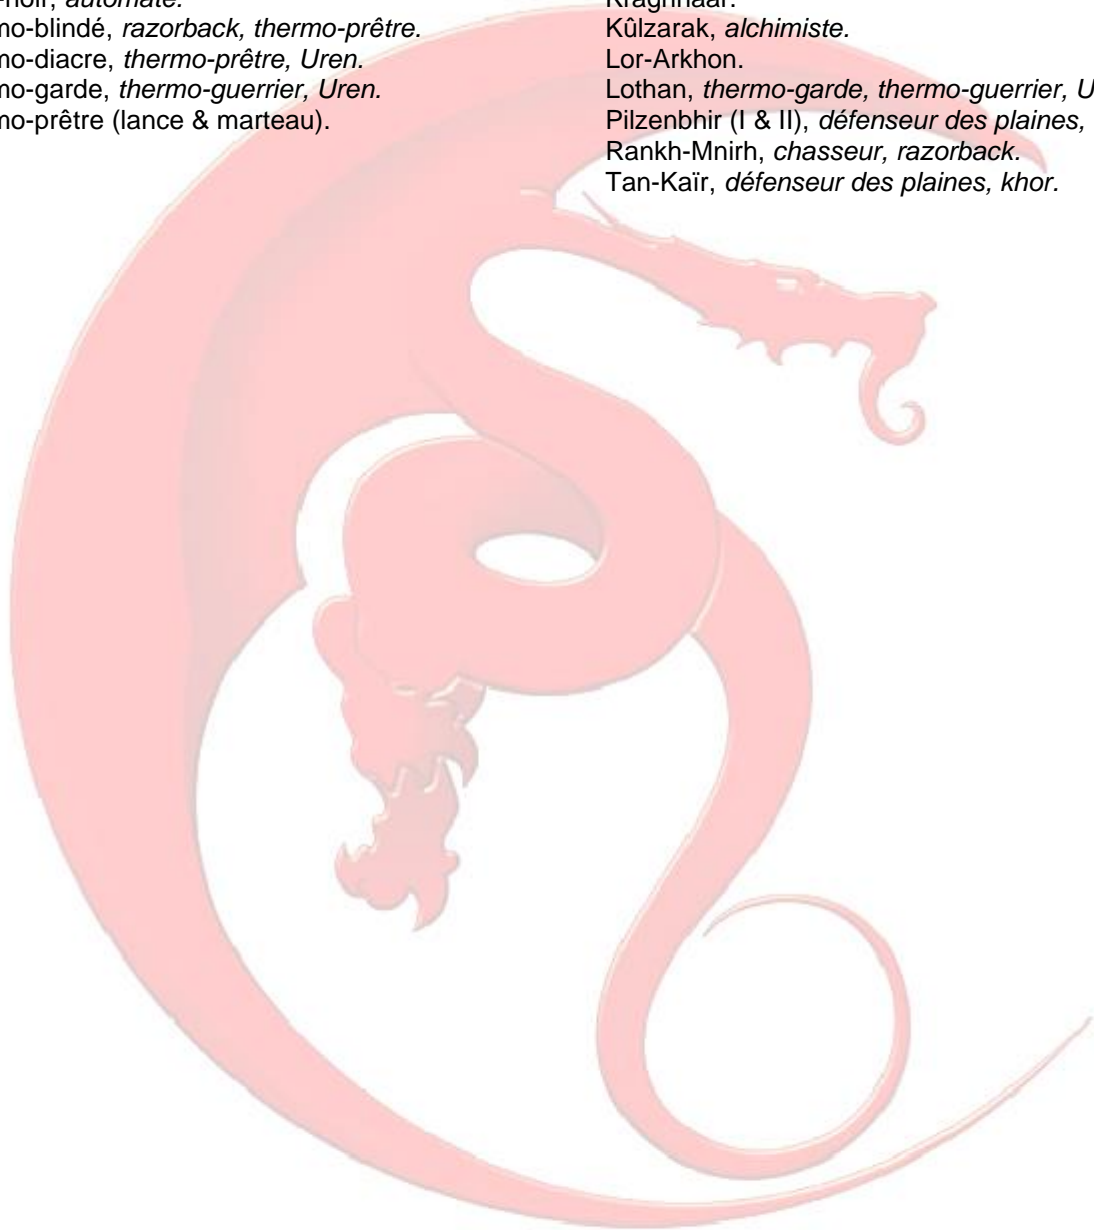 automate.
mo-blindé, razorback, thermo-prêtre.
mo-diacre, thermo-prêtre, Uren.
mo-garde, thermo-guerrier, Uren.
mo-prêtre (lance & marteau).
Kûlzarak, alchimiste.
Lor-Arkhon.
Lothan, thermo-garde, thermo-guerrier, U
Pilzenbhir (I & II), défenseur des plaines,
Rankh-Mnirh, chasseur, razorback.
Tan-Kaïr, défenseur des plaines, khor.